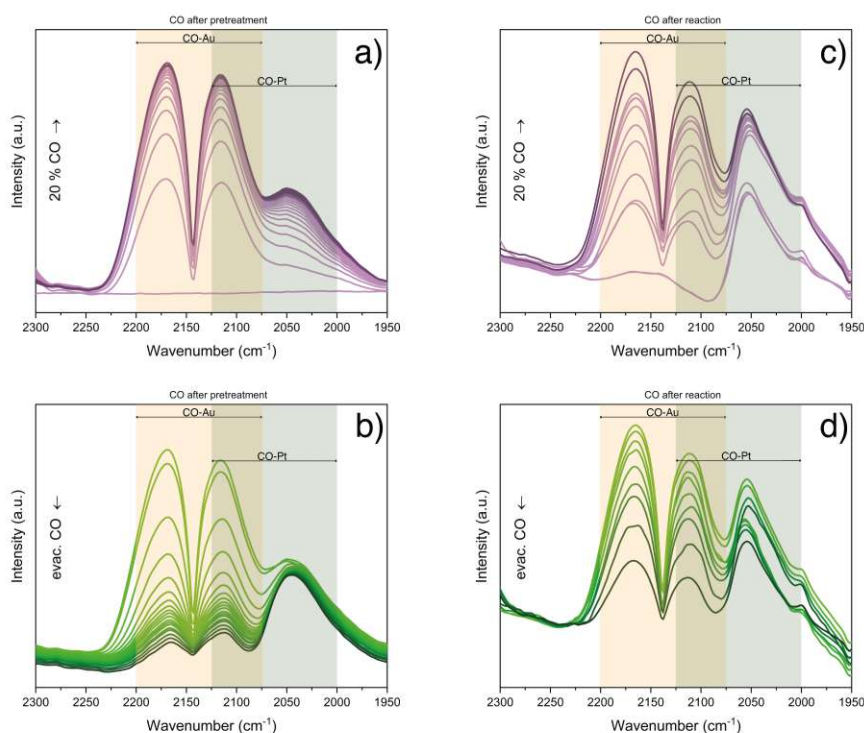 CO after pretreatment
CO-Au
a)
CO-Pt
20 % CO →
Intensity (a.u.)
2300 2250 2200 2150 2100 2050 2000 1950
Wavenumber (cm⁻¹)
CO after reaction
CO-Au
c)
CO-Pt
20 % CO →
Intensity (a.u.)
2300 2250 2200 2150 2100 2050 2000 1950
Wavenumber (cm⁻¹)
CO after pretreatment
CO-Au
b)
CO-Pt
evac. CO ←
Intensity (a.u.)
2300 2250 2200 2150 2100 2050 2000 1950
Wavenumber (cm⁻¹)
CO after reaction
CO-Au
d)
CO-Pt
evac. CO ←
Intensity (a.u.)
2300 2250 2200 2150 2100 2050 2000 1950
Wavenumber (cm⁻¹)